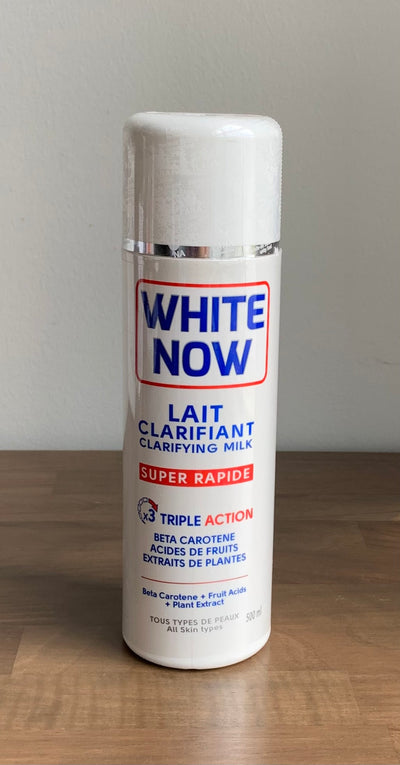 WHITE
NOW
LAIT
CLARIFIANT
CLARIFYING MILK
SUPER RAPIDE
x3 TRIPLE ACTION
BETA CAROTENE
ACIDES DE FRUITS
EXTRAITS DE PLANTES
Beta Carotene + Fruit Acids
+ Plant Extract
TOUS TYPES DE PEAUX
All Skin types
500 ml